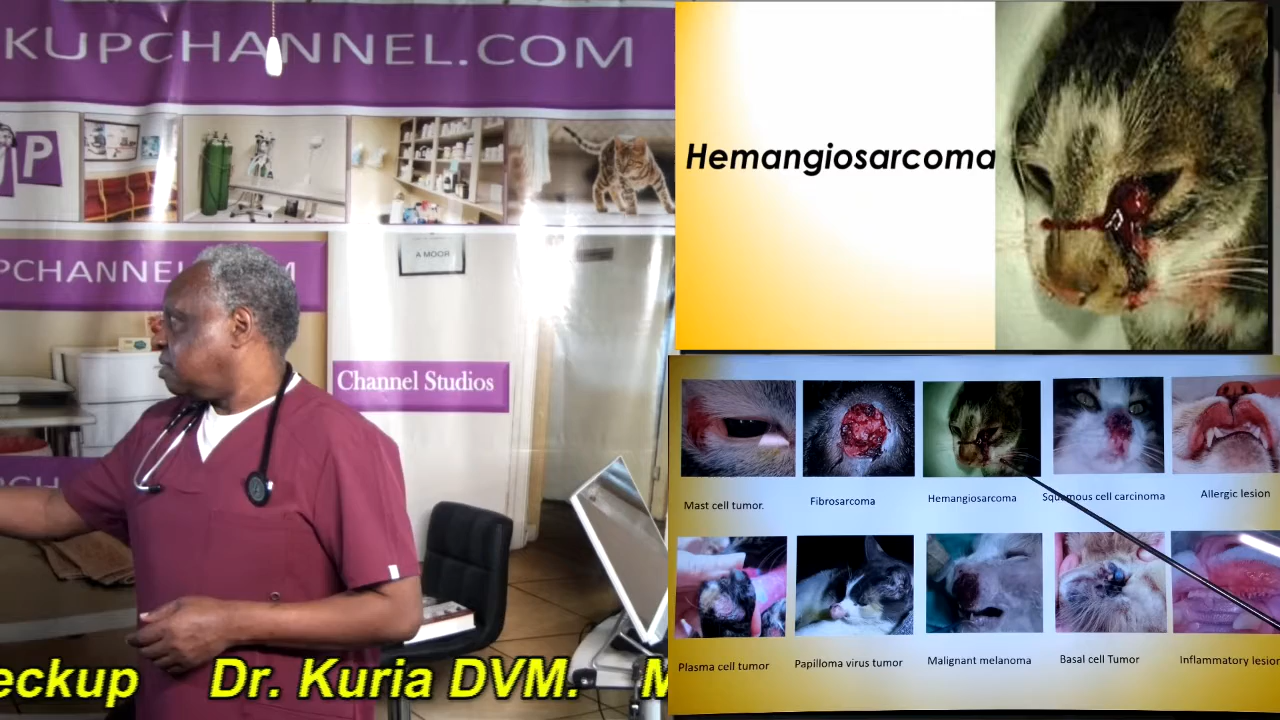 KUPCHANNEL.COM
P
PCHANNEL
M
A MOOR
Channel Studios
eckup Dr. Kuria DVM. M
Hemangiosarcoma
Mast cell tumor.
Fibrosarcoma
Hemangiosarcoma
Squamous cell carcinoma
Allergic lesion
Plasma cell tumor
Papilloma virus tumor
Malignant melanoma
Basal cell Tumor
Inflammatory lesion